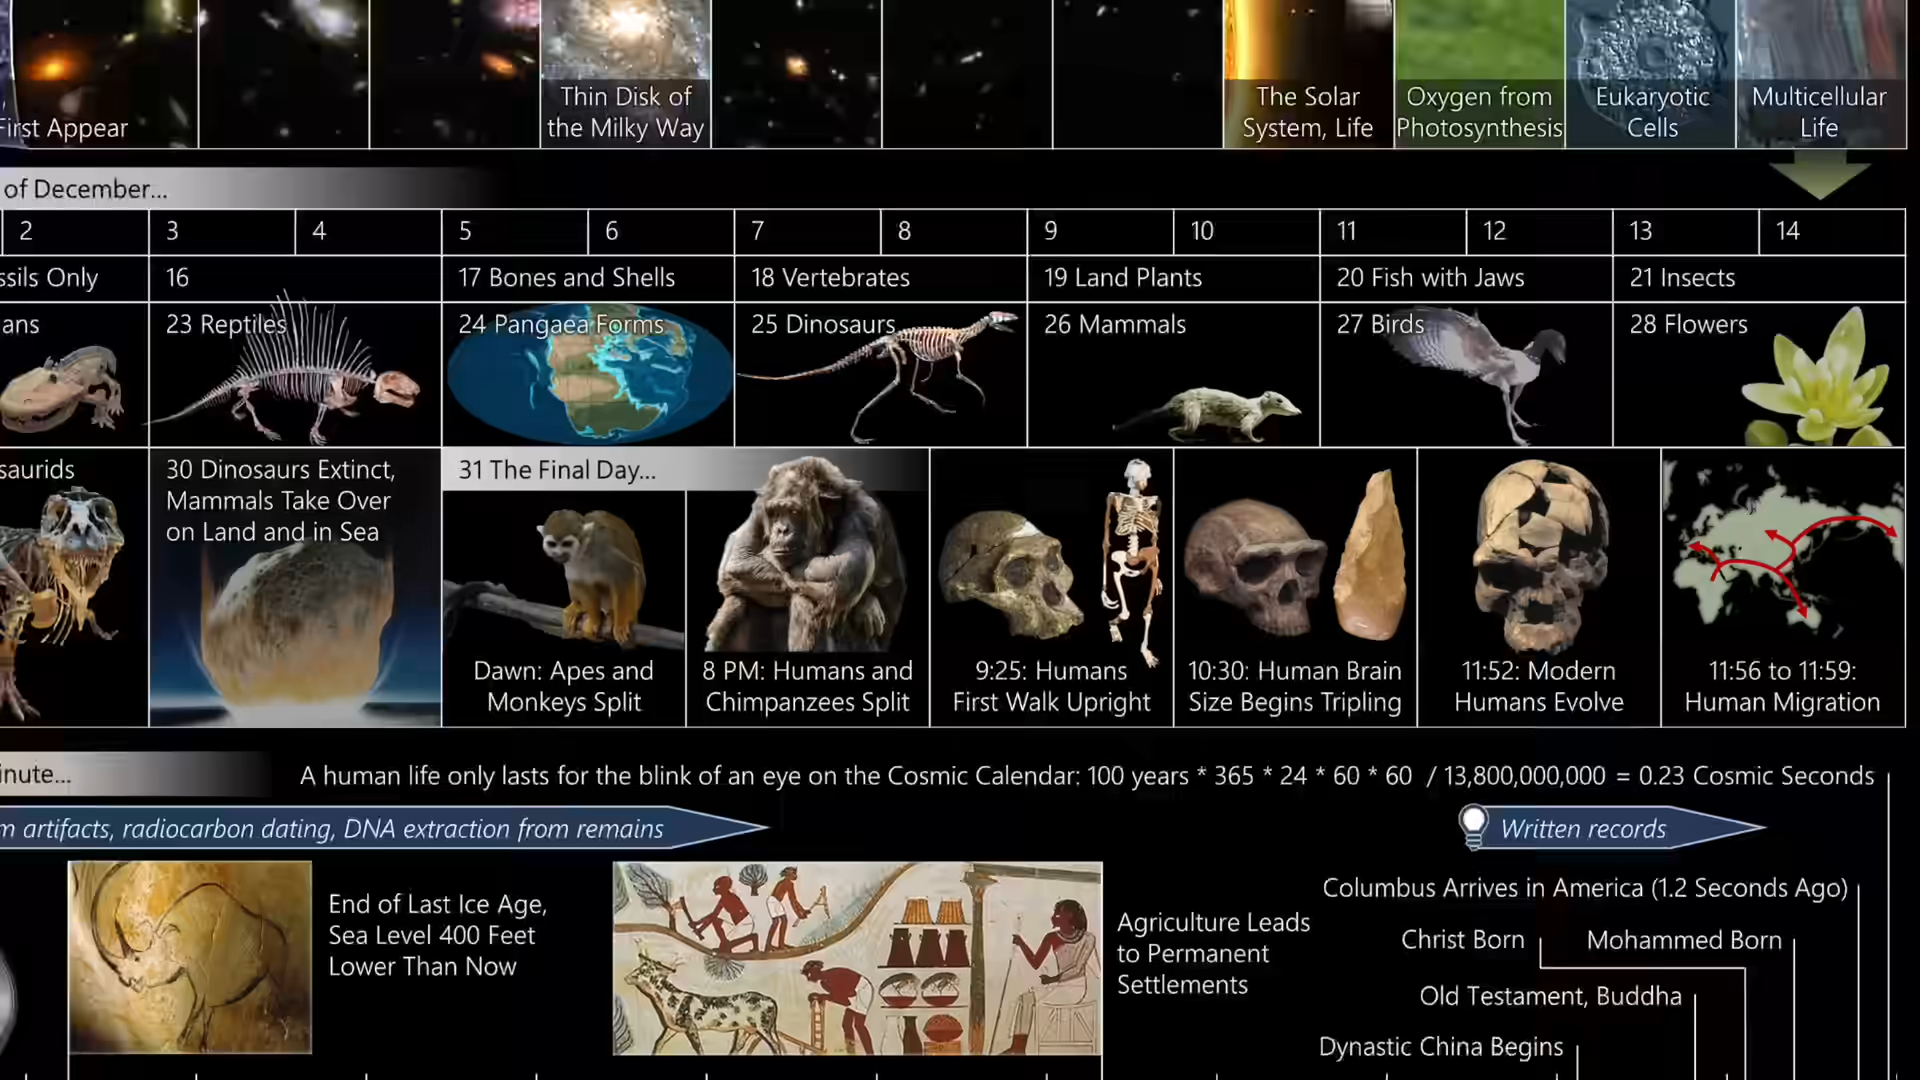 First Appear
Thin Disk of
the Milky Way
The Solar
System, Life
Oxygen from
Photosynthesis
Eukaryotic
Cells
Multicellular
Life
of December...
2 3 4 5 6 7 8 9 10 11 12 13 14
ssils Only 16 17 Bones and Shells 18 Vertebrates 19 Land Plants 20 Fish with Jaws 21 Insects
ans 23 Reptiles 24 Pangaea Forms 25 Dinosaurs 26 Mammals 27 Birds 28 Flowers
saurids
30 Dinosaurs Extinct,
Mammals Take Over
on Land and in Sea
31 The Final Day...
Dawn: Apes and
Monkeys Split
8 PM: Humans and
Chimpanzees Split
9:25: Humans
First Walk Upright
10:30: Human Brain
Size Begins Tripling
11:52: Modern
Humans Evolve
11:56 to 11:59:
Human Migration
inute...
A human life only lasts for the blink of an eye on the Cosmic Calendar: 100 years * 365 * 24 * 60 * 60 / 13,800,000,000 = 0.23 Cosmic Seconds
m artifacts, radiocarbon dating, DNA extraction from remains
Written records
End of Last Ice Age,
Sea Level 400 Feet
Lower Than Now
Agriculture Leads
to Permanent
Settlements
Columbus Arrives in America (1.2 Seconds Ago)
Christ Born
Mohammed Born
Old Testament, Buddha
Dynastic China Begins